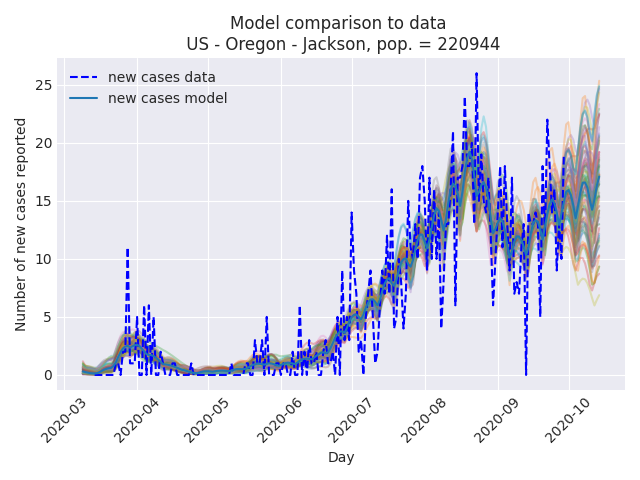 Model comparison to data
US - Oregon - Jackson, pop. = 220944
new cases data
new cases model
Number of new cases reported
25
20
15
10
5
0
2020-03
2020-04
2020-05
2020-06
2020-07
2020-08
2020-09
2020-10
Day